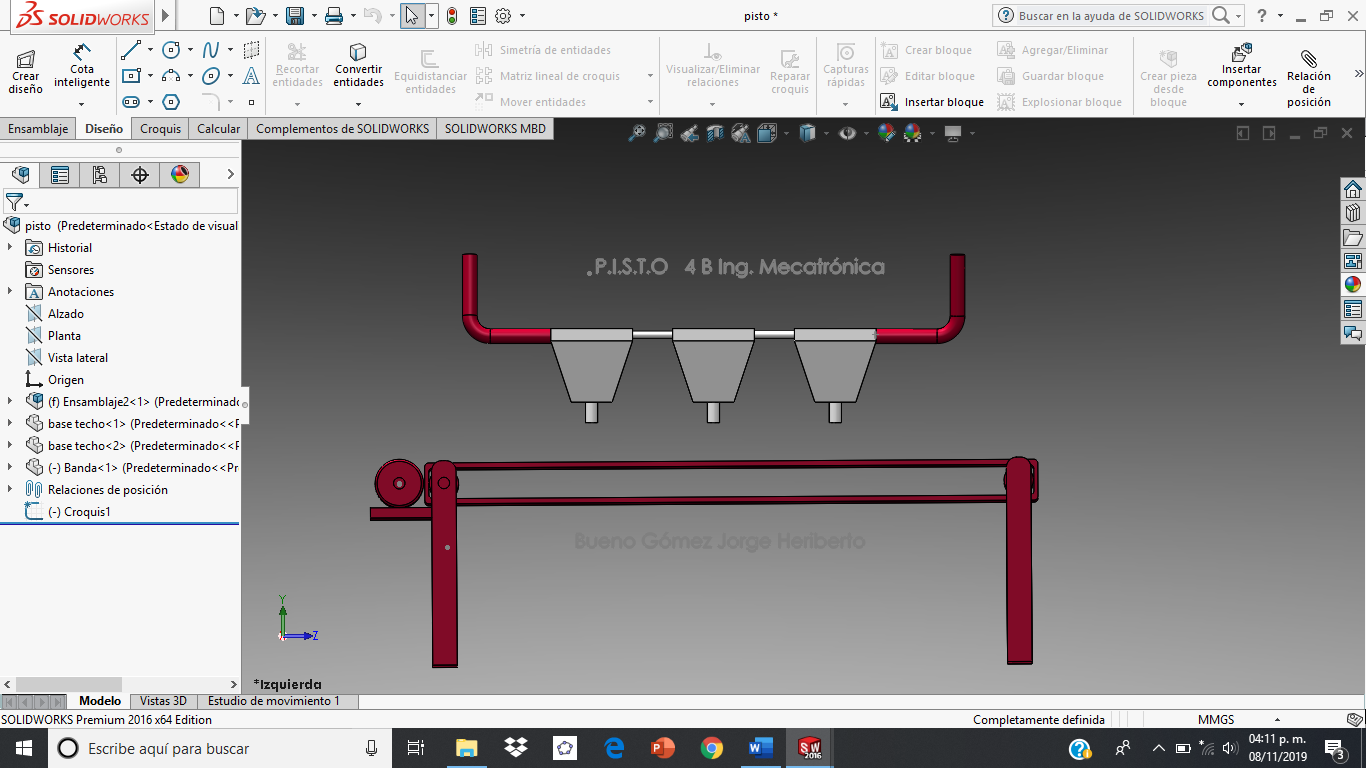 SOLIDWORKS
pisto *
Buscar en la ayuda de SOLIDWORKS
Crear diseño
Cota inteligente
Recortar entidades
Convertir entidades
Equidistanciar entidades
Simetría de entidades
Matriz lineal de croquis
Mover entidades
Visualizar/Eliminar relaciones
Reparar croquis
Capturas rápidas
Crear bloque
Editar bloque
Insertar bloque
Agregar/Eliminar
Guardar bloque
Explosionar bloque
Crear pieza desde bloque
Insertar componentes
Relación de posición
Ensamblaje
Diseño
Croquis
Calcular
Complementos de SOLIDWORKS
SOLIDWORKS MBD
pisto (Predeterminado<Estado de visual
Historial
Sensores
Anotaciones
Alzado
Planta
Vista lateral
Origen
(f) Ensamblaje2<1> (Predeterminado
base techo<1> (Predeterminado<<P
base techo<2> (Predeterminado<<P
(-) Banda<1> (Predeterminado<<Pre
Relaciones de posición
(-) Croquis1
.P.I.S.T.O 4 B Ing. Mecatrónica
Bueno Gómez Jorge Heriberto
Y
Z
*Izquierda
Modelo
Vistas 3D
Estudio de movimiento 1
SOLIDWORKS Premium 2016 x64 Edition
Completamente definida
MMGS
Escribe aquí para buscar
SW
2016
04:11 p. m.
08/11/2019
3